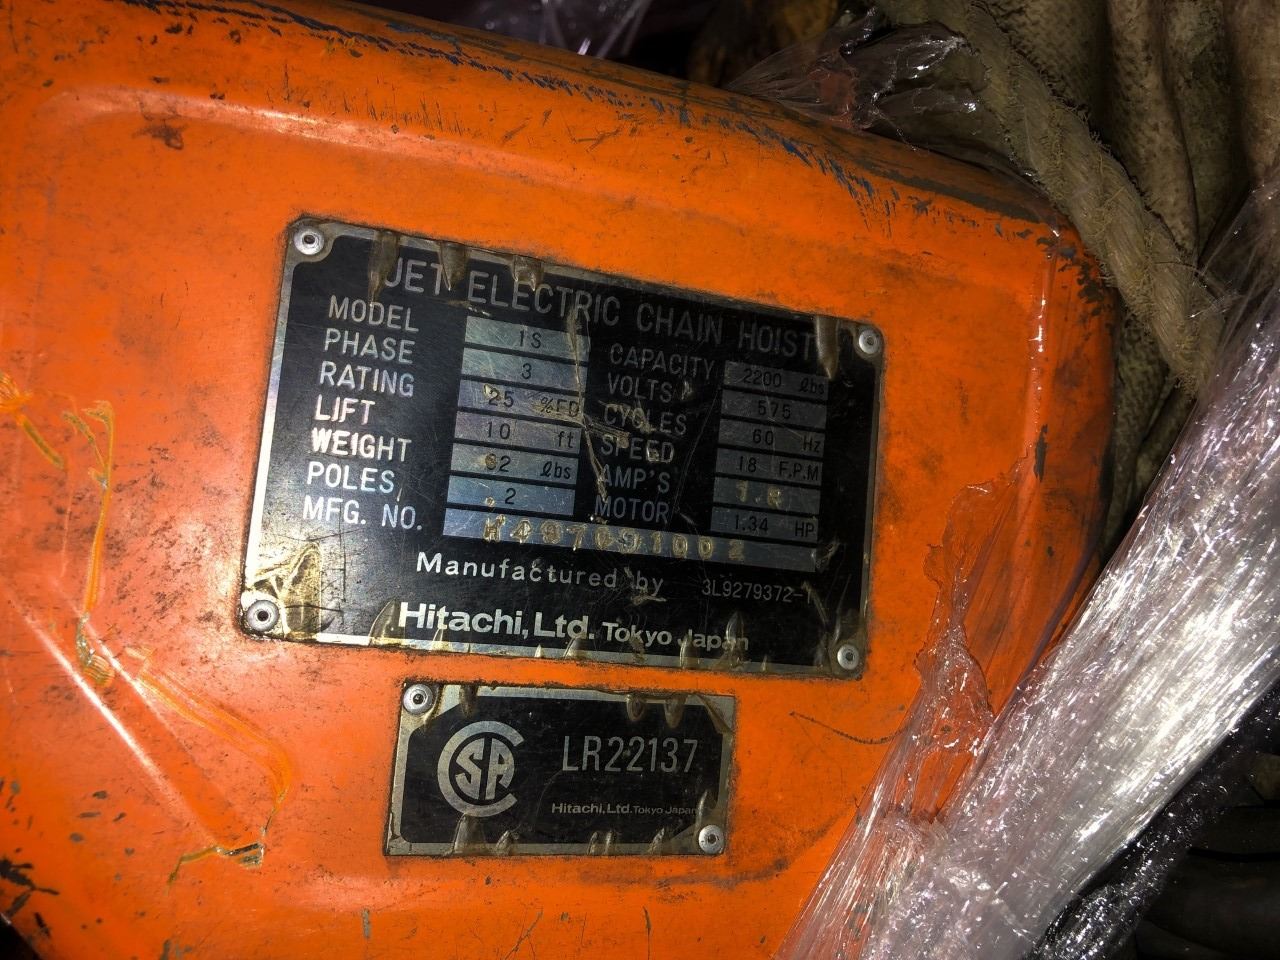 JET ELECTRIC CHAIN HOIST
MODEL 1S CAPACITY 2200 lbs
PHASE 3 VOLTS 575
RATING 25 %ED CYCLES 60 Hz
LIFT 10 ft SPEED 18 F.P.M
WEIGHT 62 lbs AMP'S
POLES 2 MOTOR 1.34 HP
MFG. NO.
Manufactured by 3L9279372-1
Hitachi, Ltd. Tokyo Japan
CSA LR22137
Hitachi, Ltd. Tokyo Japan